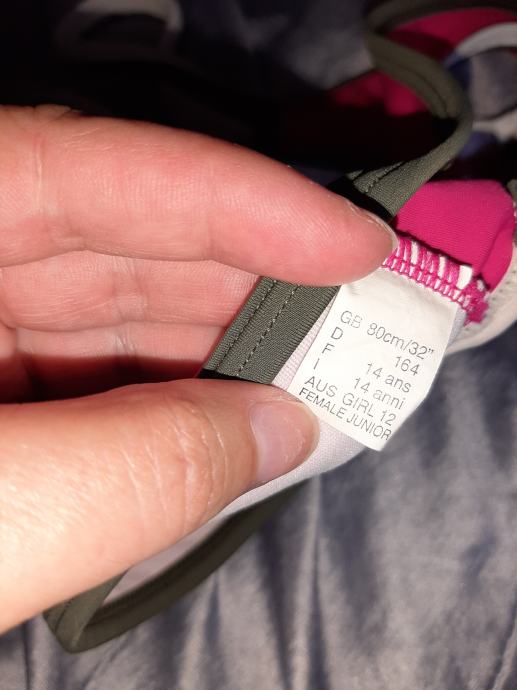 GB 80cm/32"
D 164
F 14 ans
I 14 anni
AUS GIRL 12
FEMALE JUNIOR